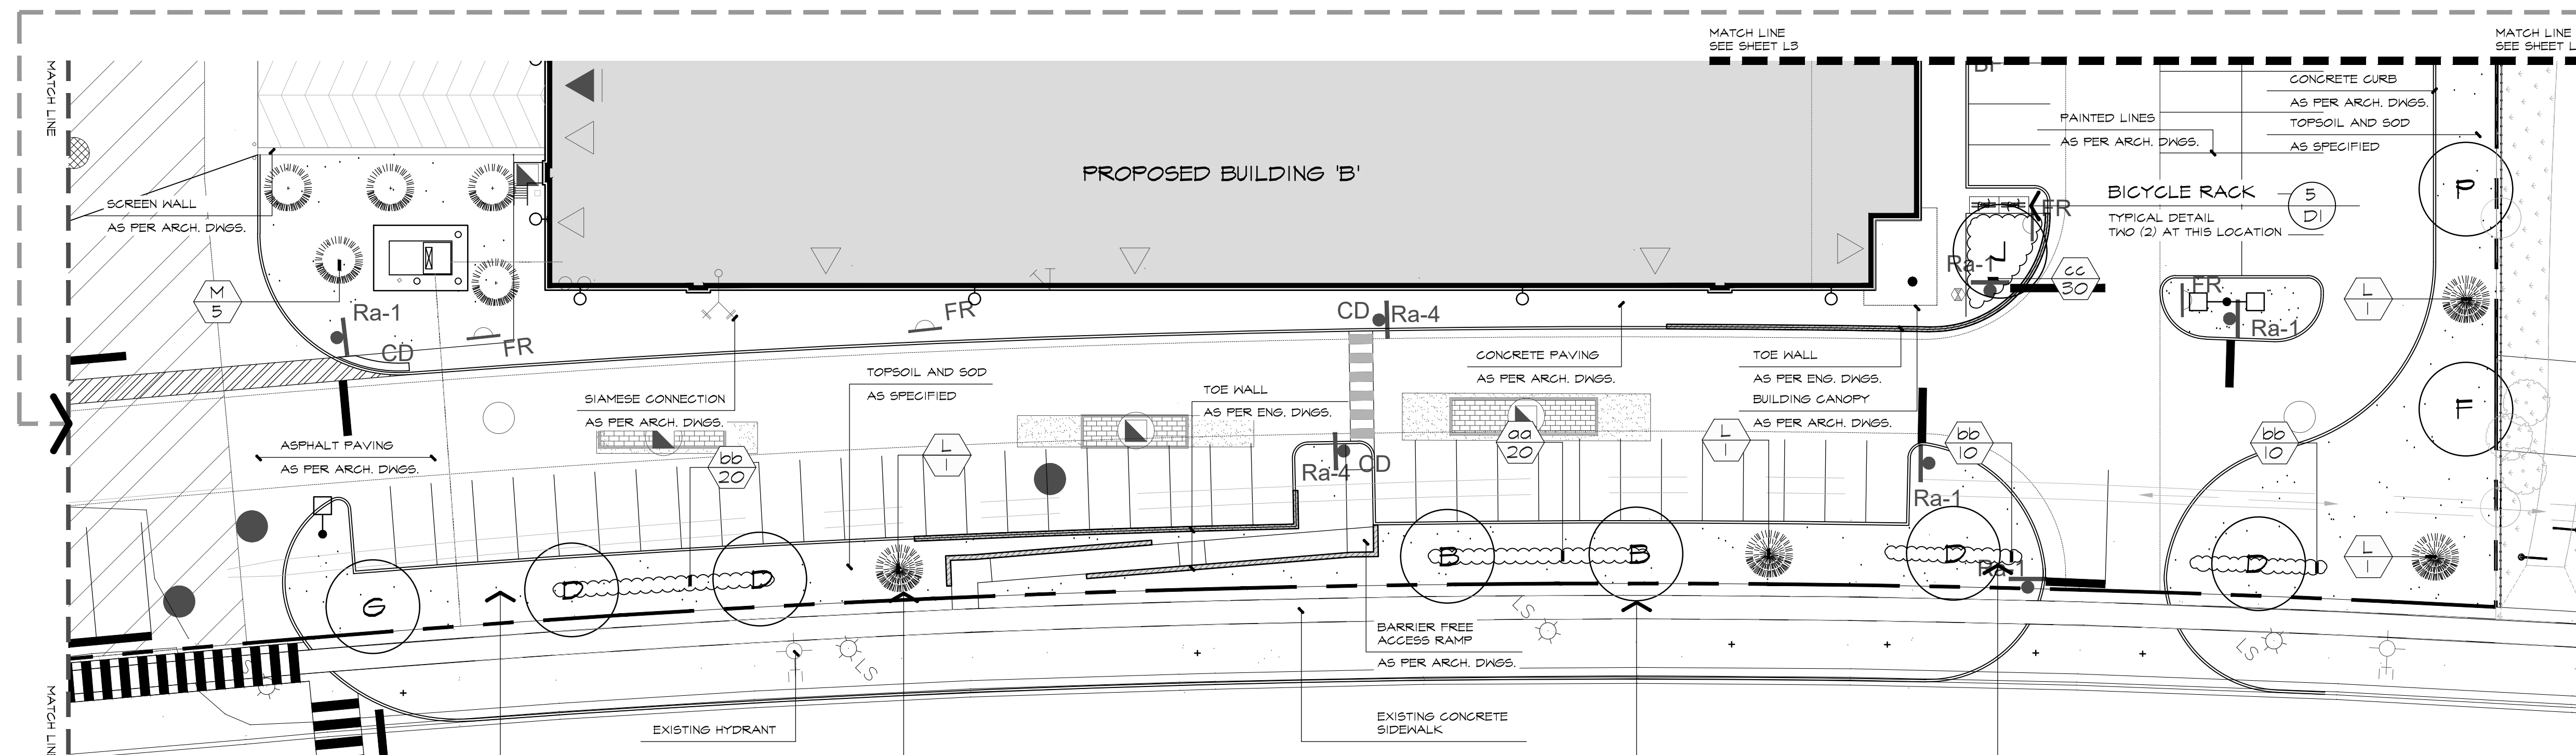 MATCH LINE
SEE SHEET L3
MATCH LINE
SEE SHEET
MATCH LINE
CONCRETE CURB
AS PER ARCH. DWGS.
TOPSOIL AND SOD
AS SPECIFIED
PAINTED LINES
AS PER ARCH. DWGS.
PROPOSED BUILDING 'B'
SCREEN WALL
AS PER ARCH. DWGS.
BICYCLE RACK
5
D1
TYPICAL DETAIL
TWO (2) AT THIS LOCATION
P
FR
L
Ra-1
cc
30
M
5
Ra-1
CD
FR
FR
CD
Ra-4
FR
Ra-1
L
1
CONCRETE PAVING
AS PER ARCH. DWGS.
TOE WALL
AS PER ENG. DWGS.
BUILDING CANOPY
AS PER ARCH. DWGS.
TOPSOIL AND SOD
AS SPECIFIED
TOE WALL
AS PER ENG. DWGS.
SIAMESE CONNECTION
AS PER ARCH. DWGS.
ASPHALT PAVING
AS PER ARCH. DWGS.
F
bb
20
L
1
aa
20
L
1
bb
10
bb
10
Ra-4
CD
Ra-1
G
D
D
B
B
D
Ra-1
D
L
1
LS
LS
LS
BARRIER FREE
ACCESS RAMP
AS PER ARCH. DWGS.
EXISTING HYDRANT
EXISTING CONCRETE
SIDEWALK
MATCH LINE